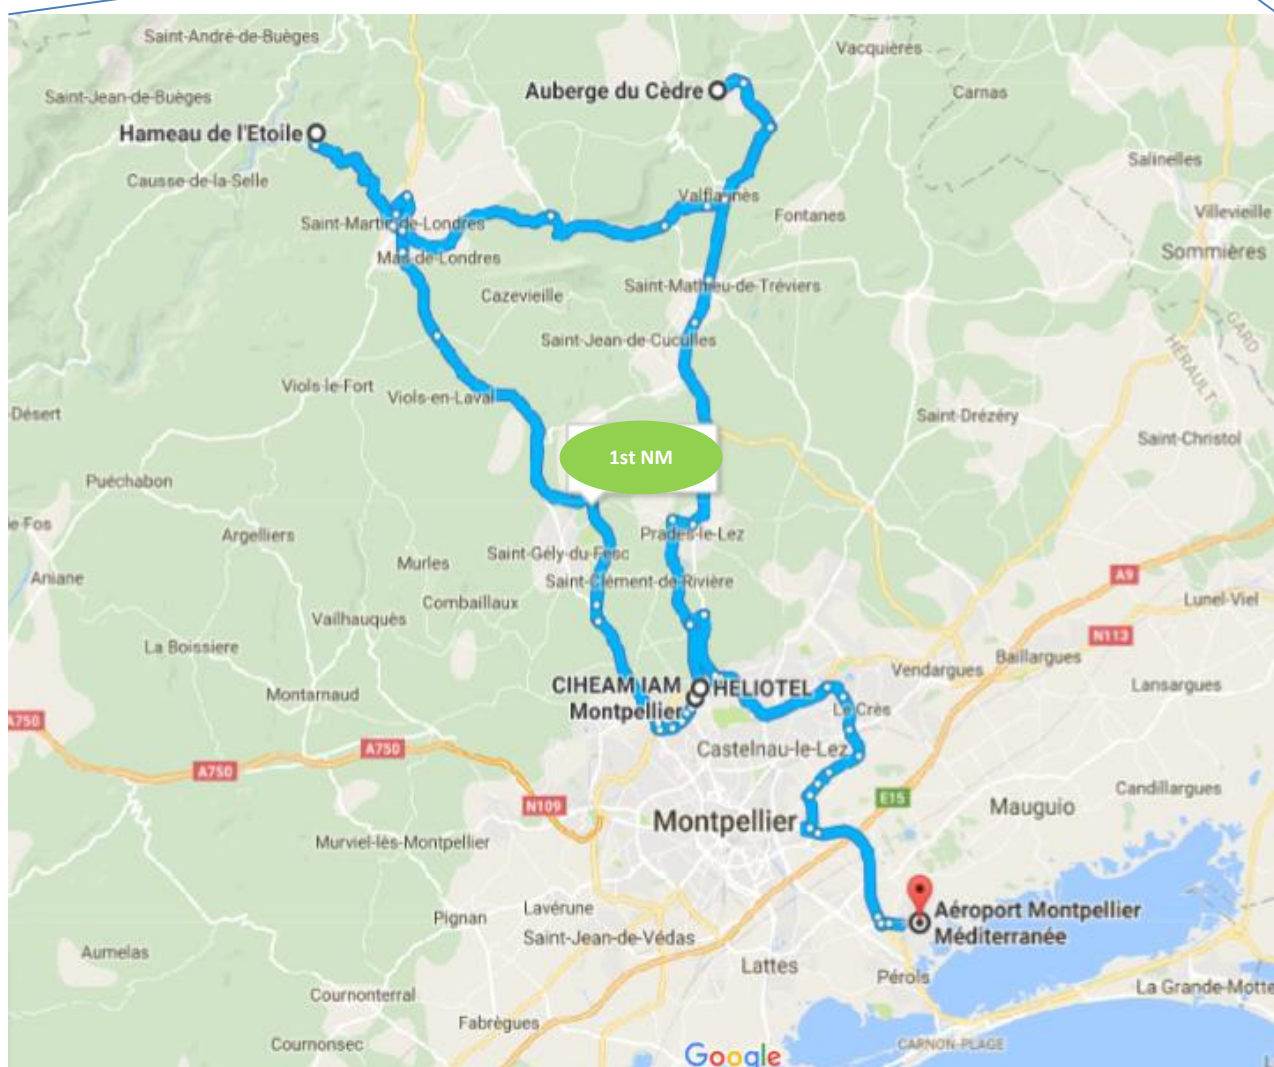 Saint-André-de-Buèges
Vacquières
Auberge du Cèdre
Carnas
Saint-Jean-de-Buèges
Hameau de l'Etoile
Salinelles
Causse-de-la-Selle
Valflaunès
Fontanes
Villevieille
Saint-Martin-de-Londres
Sommières
Mas-de-Londres
Cazevieille
Saint-Mathieu-de-Tréviers
GARD
HÉRAULT
Saint-Jean-de-Cuculles
Viols-le-Fort
Viols-en-Laval
-Désert
Saint-Drézéry
Saint-Christol
1st NM
Puéchabon
e-Fos
Argelliers
Prades-le-Lez
Saint-Gély-du-Fesc
Murles
Aniane
Saint-Clément-de-Rivière
A9
Combaillaux
Lunel-Viel
Vailhauquès
N113
La Boissiere
Baillargues
Vendargues
CIHEAM IAM
Montpellier
HELIOTEL
Lansargues
Montarnaud
Le Crès
A750
A750
A750
Castelnau-le-Lez
Candillargues
E15
N109
Mauguio
Montpellier
Murviel-lès-Montpellier
Lavérune
Pignan
Aéroport Montpellier
Méditerranée
Saint-Jean-de-Védas
Aumelas
Lattes
Pérols
La Grande-Motte
Cournonterral
Fabrègues
Cournonsec
CARNON-PLAGE
Google